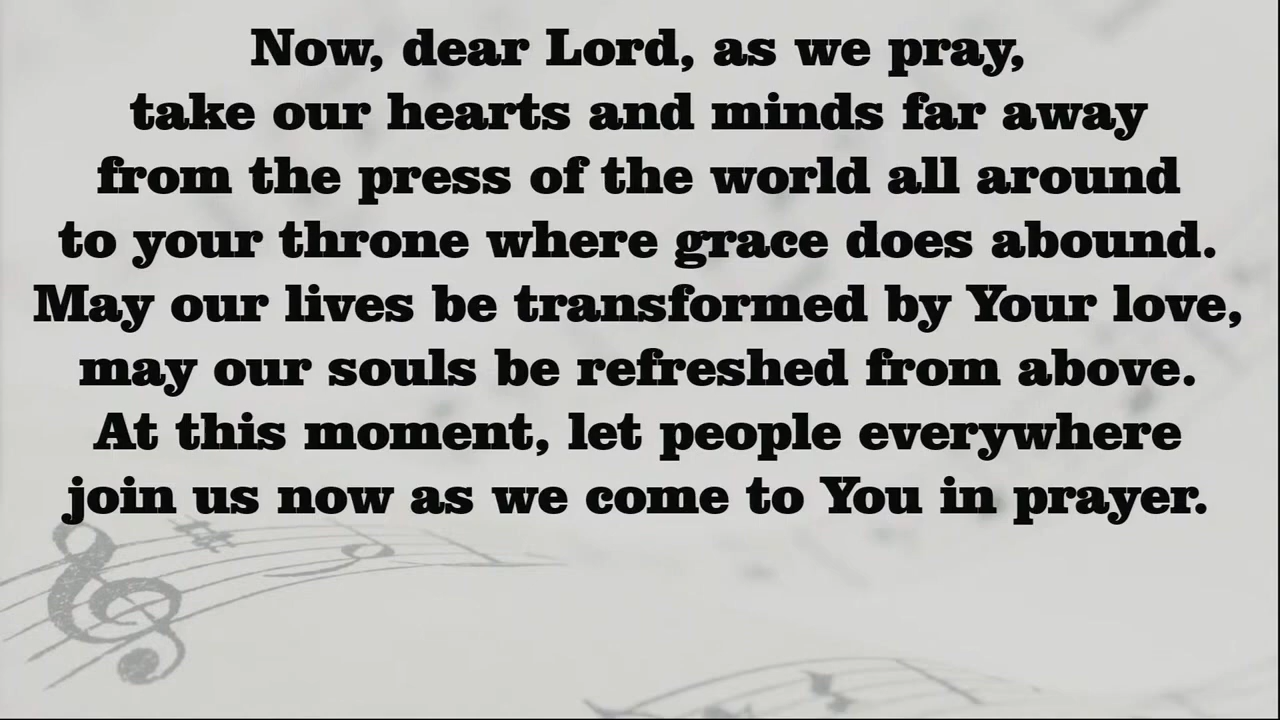 Now, dear Lord, as we pray,
take our hearts and minds far away
from the press of the world all around
to your throne where grace does abound.
May our lives be transformed by Your love,
may our souls be refreshed from above.
At this moment, let people everywhere
join us now as we come to You in prayer.